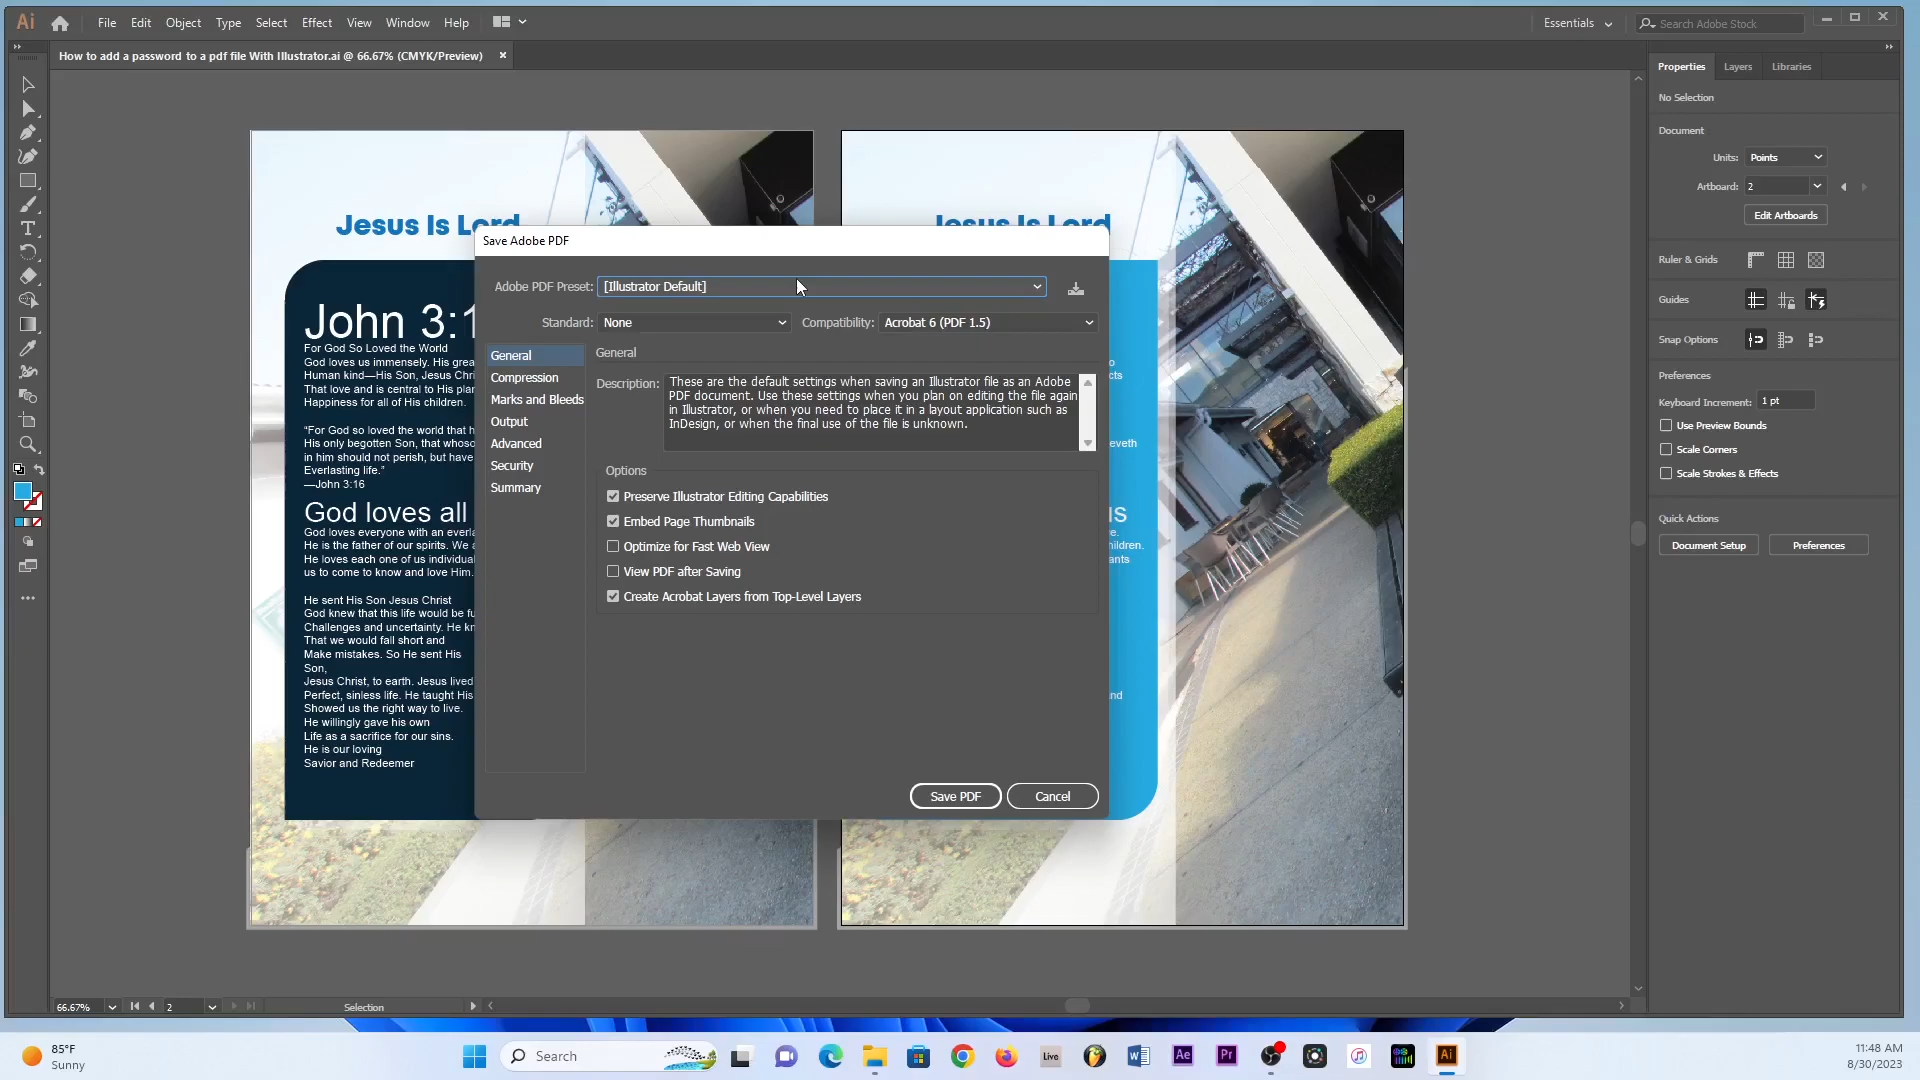 Ai File Edit Object Type Select Effect View Window Help
Essentials
Search Adobe Stock
How to add a password to a pdf file With Illustrator.ai @ 66.67% (CMYK/Preview) ×
Jesus Is Lord
John 3:1
For God So Loved the World
God loves us immensely. His grea
Human kind—His Son, Jesus Chri
That love and is central to His plan
Happiness for all of His children.
“For God so loved the world that h
His only begotten Son, that whoso
in him should not perish, but have
Everlasting life.”
—John 3:16
God loves all
God loves everyone with an everla
He is the father of our spirits. We a
He loves each one of us individual
us to come to know and love Him.
He sent His Son Jesus Christ
God knew that this life would be fu
Challenges and uncertainty. He kn
That we would fall short and
Make mistakes. So He sent His
Son,
Jesus Christ, to earth. Jesus lived
Perfect, sinless life. He taught His
Showed us the right way to live.
He willingly gave his own
Life as a sacrifice for our sins.
He is our loving
Savior and Redeemer
Jesus Is Lord
cts
eveth
us
e.
hildren.
ants
nd
Save Adobe PDF
Adobe PDF Preset: [Illustrator Default]
Standard: None
Compatibility: Acrobat 6 (PDF 1.5)
General
Compression
Marks and Bleeds
Output
Advanced
Security
Summary
General
Description: These are the default settings when saving an Illustrator file as an Adobe
PDF document. Use these settings when you plan on editing the file again
in Illustrator, or when you need to place it in a layout application such as
InDesign, or when the final use of the file is unknown.
Options
Preserve Illustrator Editing Capabilities
Embed Page Thumbnails
Optimize for Fast Web View
View PDF after Saving
Create Acrobat Layers from Top-Level Layers
Save PDF
Cancel
Properties Layers Libraries
No Selection
Document
Units: Points
Artboard: 2
Edit Artboards
Ruler & Grids
Guides
Snap Options
Preferences
Keyboard Increment: 1 pt
Use Preview Bounds
Scale Corners
Scale Strokes & Effects
Quick Actions
Document Setup
Preferences
66.67%
2
Selection
85°F
Sunny
Search
Live
Ae
Pr
Ai
11:48 AM
8/30/2023